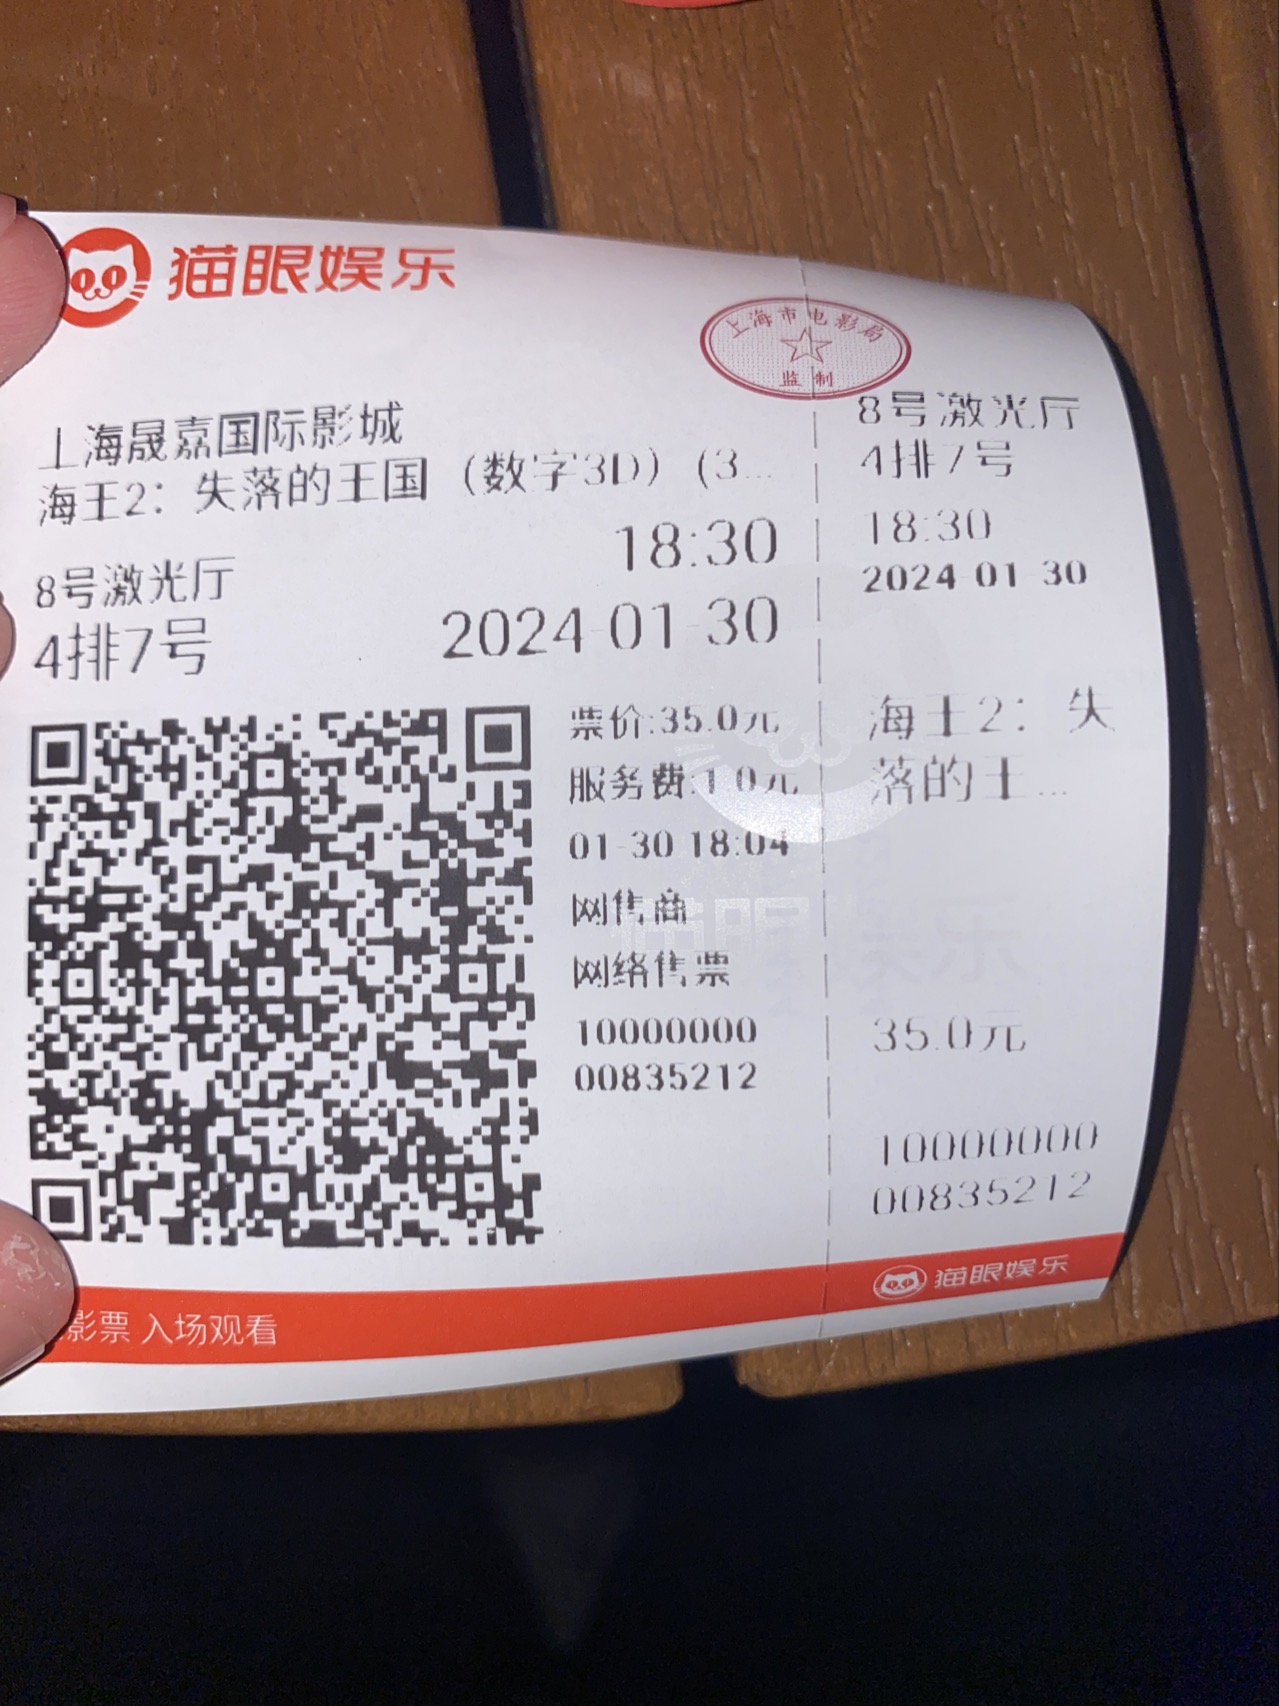 猫眼娱乐
上海市电影局
监制
上海晟嘉国际影城
海王2：失落的王国（数字3D）(3...
18:30
8号激光厅
2024-01-30
4排7号
票价:35.0元
服务费:1.0元
01-30 18:04
网售商
网络售票
10000000
00835212
8号激光厅
4排7号
18:30
2024-01-30
海王2：失
落的王...
35.0元
10000000
00835212
猫眼娱乐
影票 入场观看
猫眼娱乐